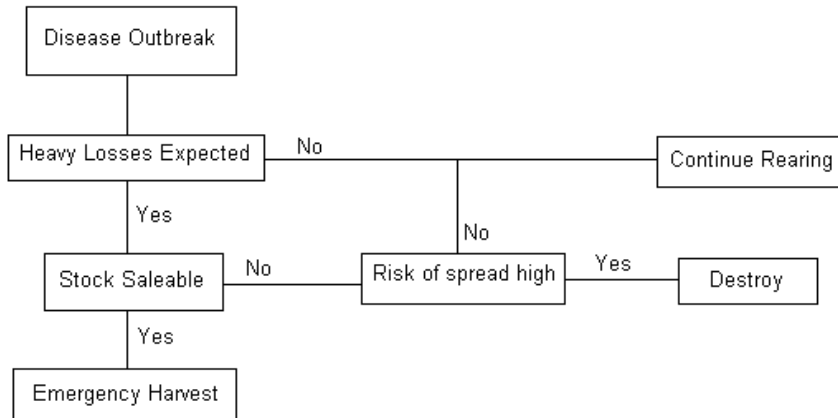 Disease Outbreak
Heavy Losses Expected
No
Continue Rearing
Yes
No
Stock Saleable
No
Risk of spread high
Yes
Destroy
Yes
Emergency Harvest